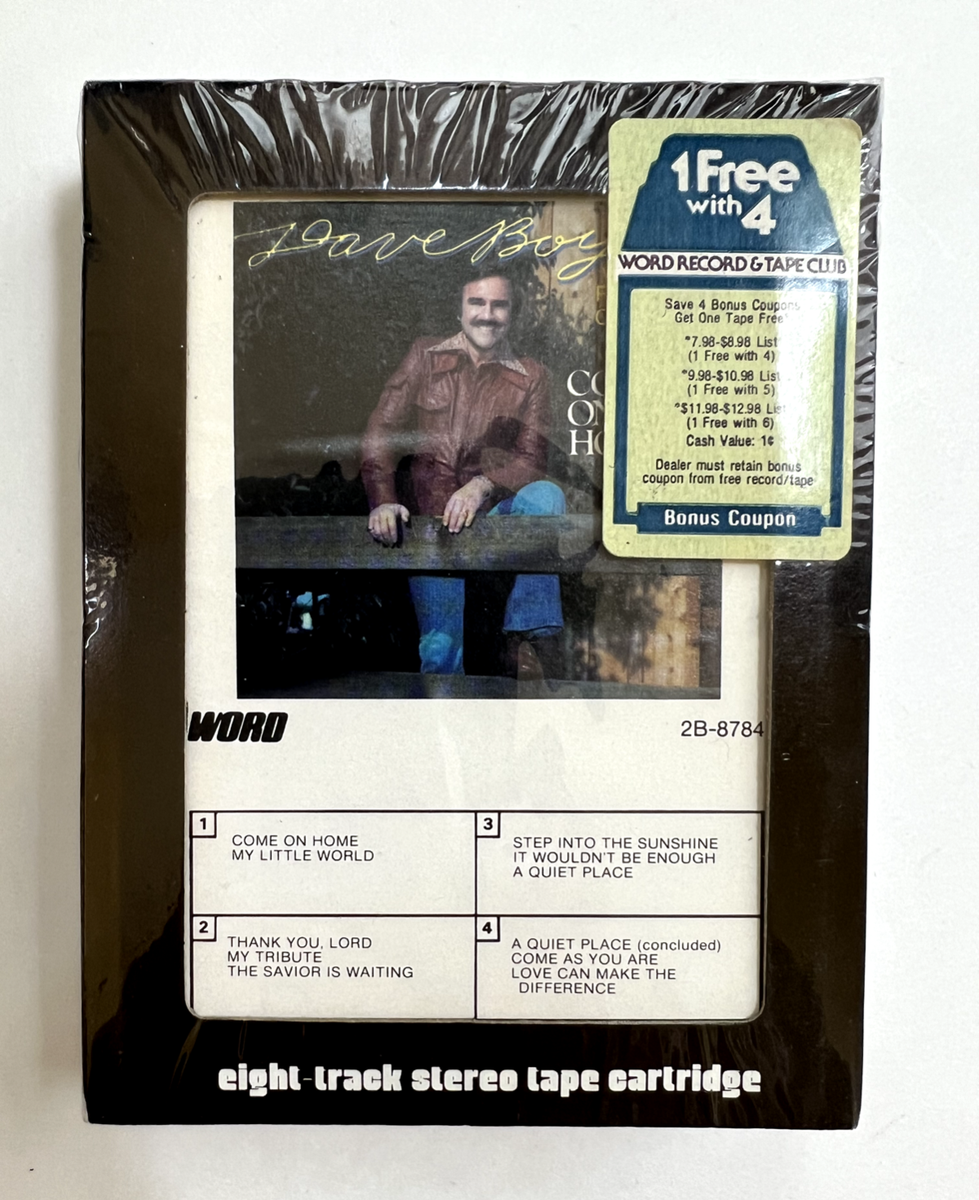 1 Free
with 4
WORD RECORD & TAPE CLUB
Save 4 Bonus Coupons
Get One Tape Free*
*7.98-$8.98 List
(1 Free with 4)
*9.98-$10.98 List
(1 Free with 5)
*$11.98-$12.98 List
(1 Free with 6)
Cash Value: 1¢
Dealer must retain bonus
coupon from free record/tape
Bonus Coupon
Dave Boy
CO
ON
HO
WORD
2B-8784
1
COME ON HOME
MY LITTLE WORLD
2
THANK YOU, LORD
MY TRIBUTE
THE SAVIOR IS WAITING
3
STEP INTO THE SUNSHINE
IT WOULDN'T BE ENOUGH
A QUIET PLACE
4
A QUIET PLACE (concluded)
COME AS YOU ARE
LOVE CAN MAKE THE
DIFFERENCE
eight-track stereo tape cartridge